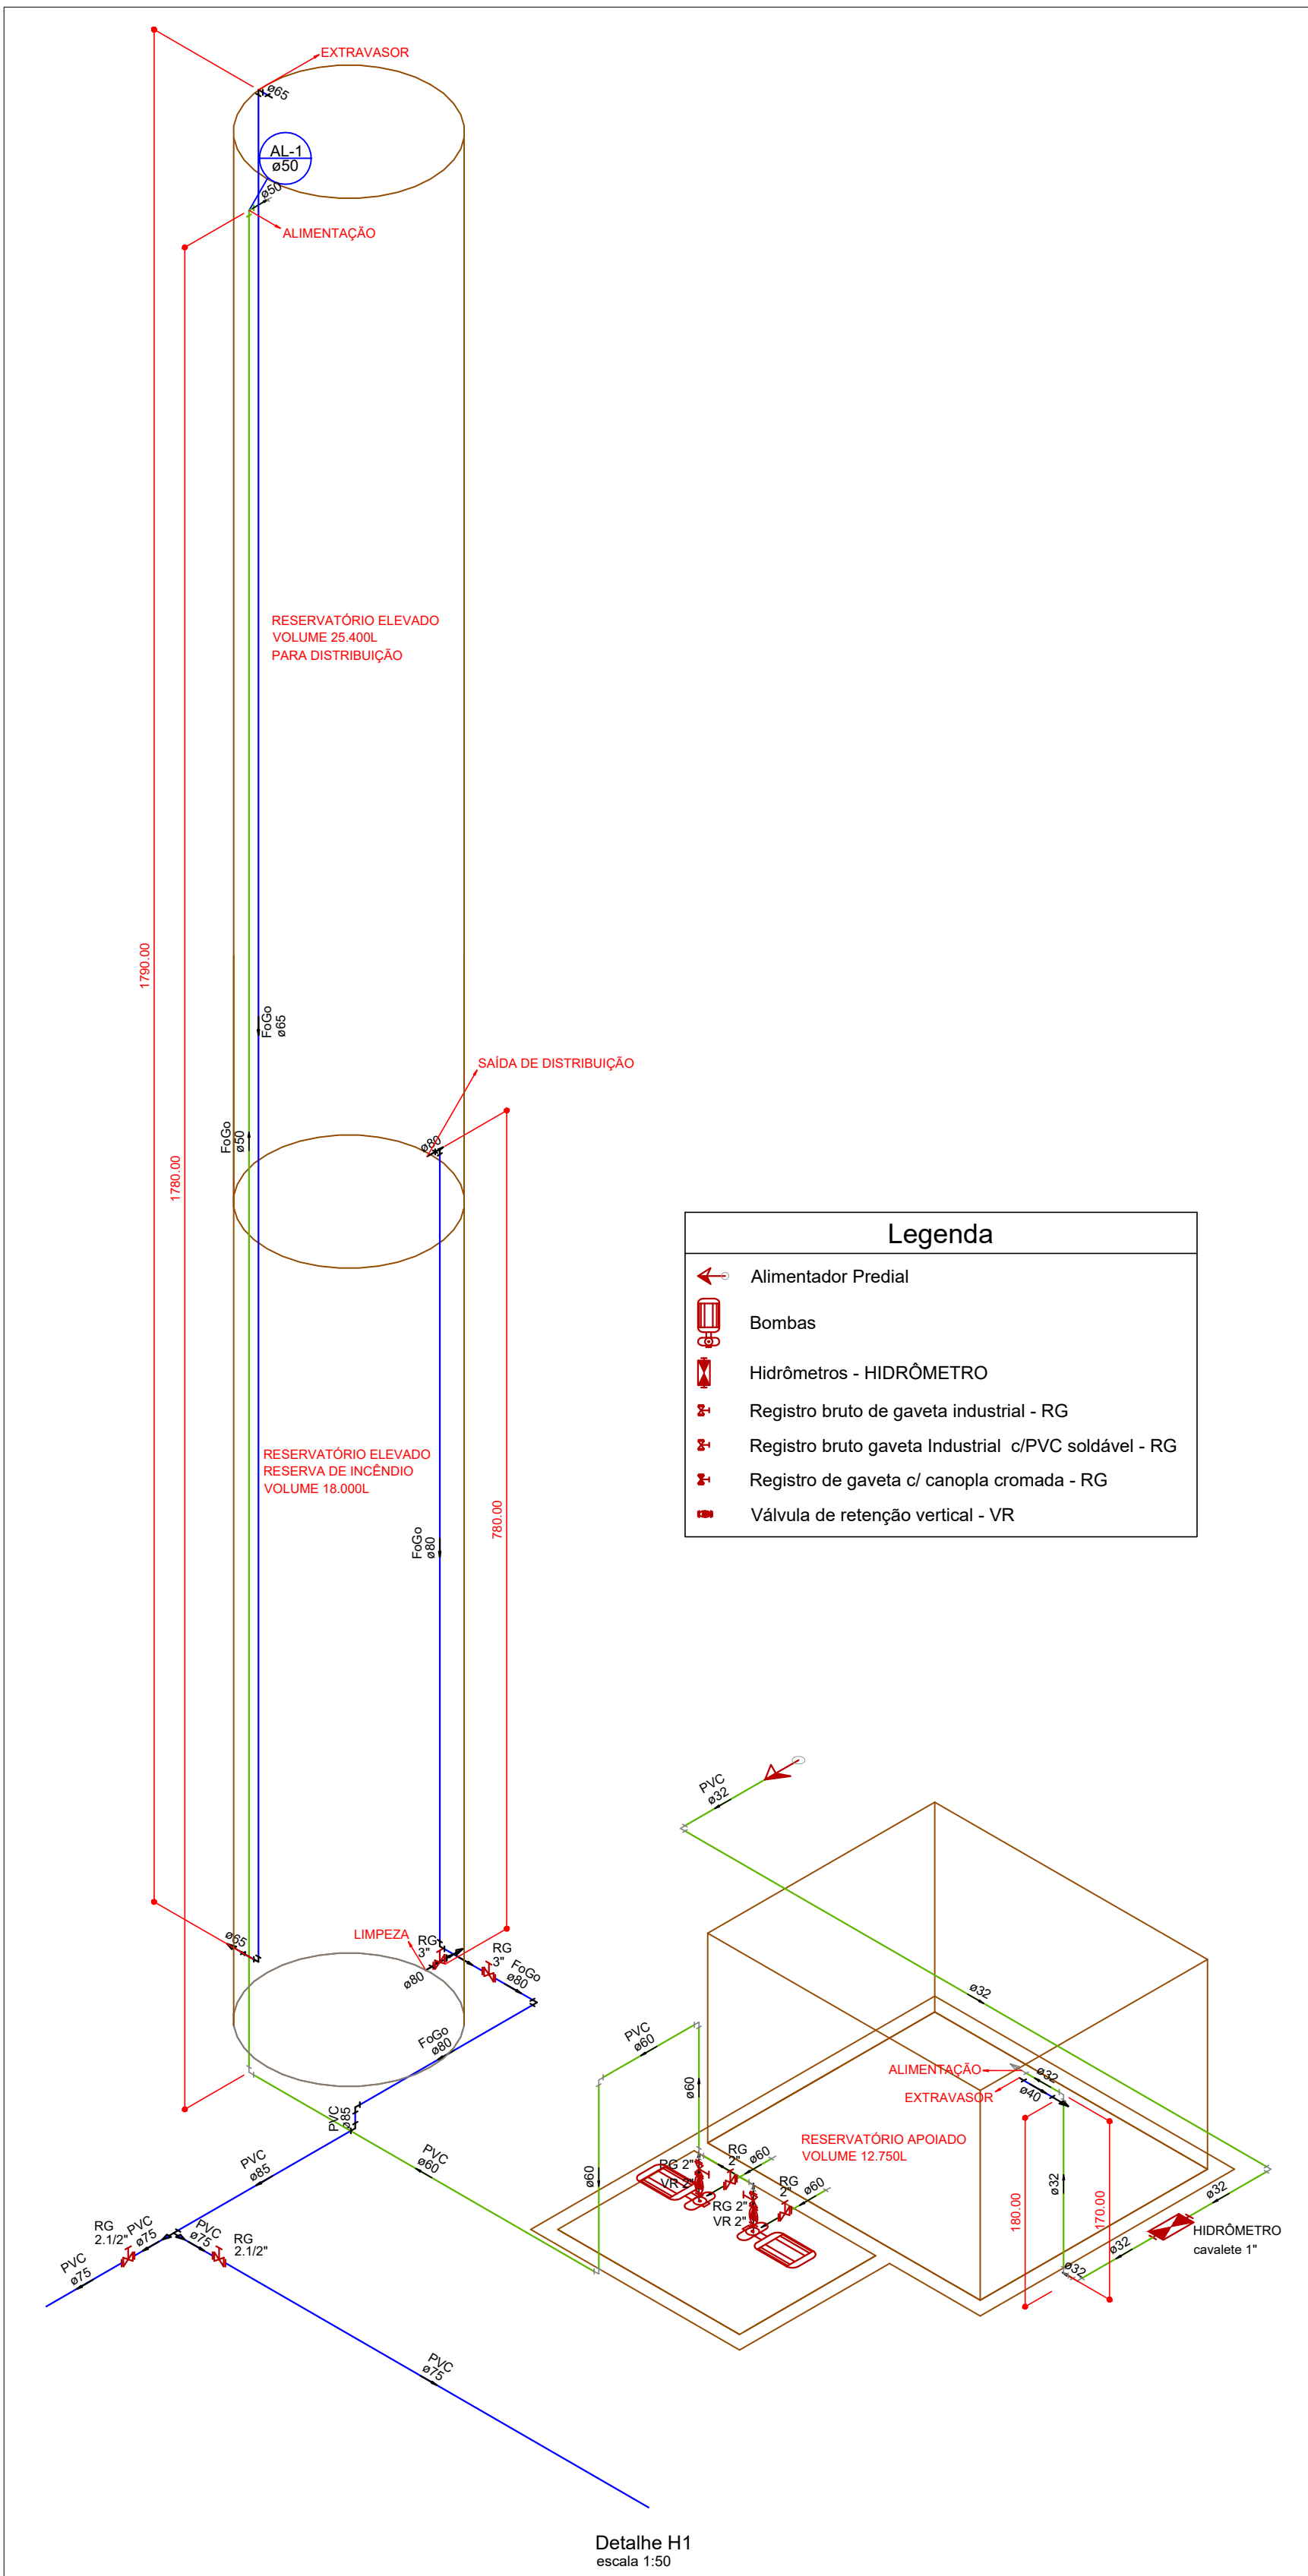 EXTRAVASOR
ø65
AL-1
ø50
ø50
ALIMENTAÇÃO
RESERVATÓRIO ELEVADO
VOLUME 25.400L
PARA DISTRIBUIÇÃO
1790.00
1780.00
FoGo
ø65
FoGo
ø50
SAÍDA DE DISTRIBUIÇÃO
ø80
Legenda
Alimentador Predial
Bombas
Hidrômetros - HIDRÔMETRO
Registro bruto de gaveta industrial - RG
Registro bruto gaveta Industrial c/PVC soldável - RG
Registro de gaveta c/ canopla cromada - RG
Válvula de retenção vertical - VR
RESERVATÓRIO ELEVADO
RESERVA DE INCÊNDIO
VOLUME 18.000L
780.00
FoGo
ø80
PVC
ø32
ø65
LIMPEZA
RG
3"
ø80
RG
3"
FoGo
ø80
FoGo
ø80
ø32
PVC
ø60
ø60
ALIMENTAÇÃO
ø32
EXTRAVASOR
ø40
PVC
ø85
PVC
ø85
PVC
ø60
ø60
RESERVATÓRIO APOIADO
VOLUME 12.750L
RG 2"
VR 2"
RG
2"
ø60
RG 2"
VR 2"
RG
2"
ø60
ø32
180.00
170.00
ø32
HIDRÔMETRO
cavalete 1"
ø32
ø32
RG
2.1/2"
PVC
ø75
PVC
ø75
RG
2.1/2"
PVC
ø75
PVC
ø75
Detalhe H1
escala 1:50